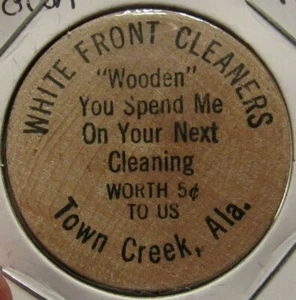 WHITE FRONT CLEANERS
"Wooden"
You Spend Me
On Your Next
Cleaning
WORTH 5¢
TO US
Town Creek, Ala.